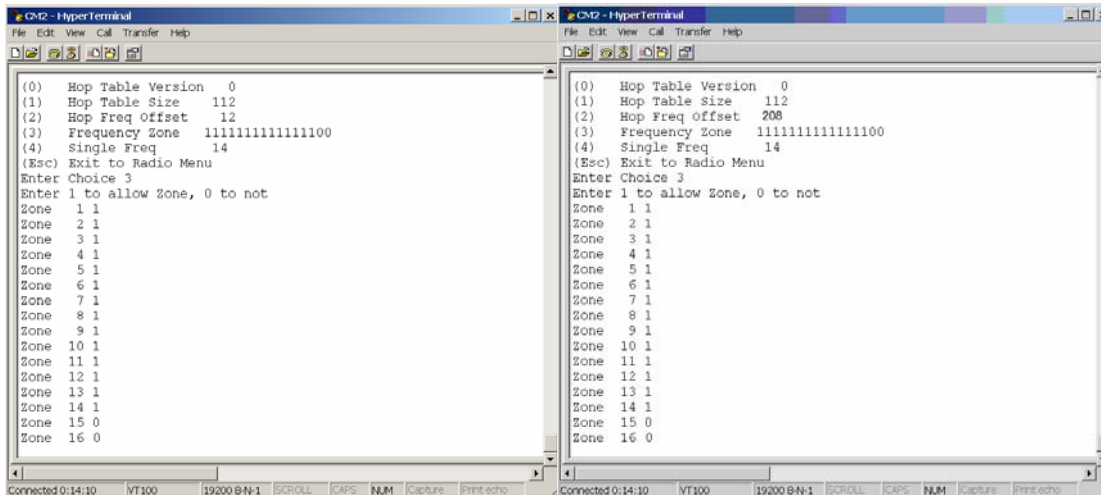 CM2 - HyperTerminal
File Edit View Call Transfer Help
(0) Hop Table Version 0
(1) Hop Table Size 112
(2) Hop Freq Offset 12
(3) Frequency Zone 1111111111111100
(4) Single Freq 14
(Esc) Exit to Radio Menu
Enter Choice 3
Enter 1 to allow Zone, 0 to not
Zone 1 1
Zone 2 1
Zone 3 1
Zone 4 1
Zone 5 1
Zone 6 1
Zone 7 1
Zone 8 1
Zone 9 1
Zone 10 1
Zone 11 1
Zone 12 1
Zone 13 1
Zone 14 1
Zone 15 0
Zone 16 0
Connected 0:14:10 VT100 19200 8-N-1 SCROLL CAPS NUM Capture Print echo
CM2 - HyperTerminal
File Edit View Call Transfer Help
(0) Hop Table Version 0
(1) Hop Table Size 112
(2) Hop Freq Offset 208
(3) Frequency Zone 1111111111111100
(4) Single Freq 14
(Esc) Exit to Radio Menu
Enter Choice 3
Enter 1 to allow Zone, 0 to not
Zone 1 1
Zone 2 1
Zone 3 1
Zone 4 1
Zone 5 1
Zone 6 1
Zone 7 1
Zone 8 1
Zone 9 1
Zone 10 1
Zone 11 1
Zone 12 1
Zone 13 1
Zone 14 1
Zone 15 0
Zone 16 0
Connected 0:14:10 VT100 19200 8-N-1 SCROLL CAPS NUM Capture Print echo